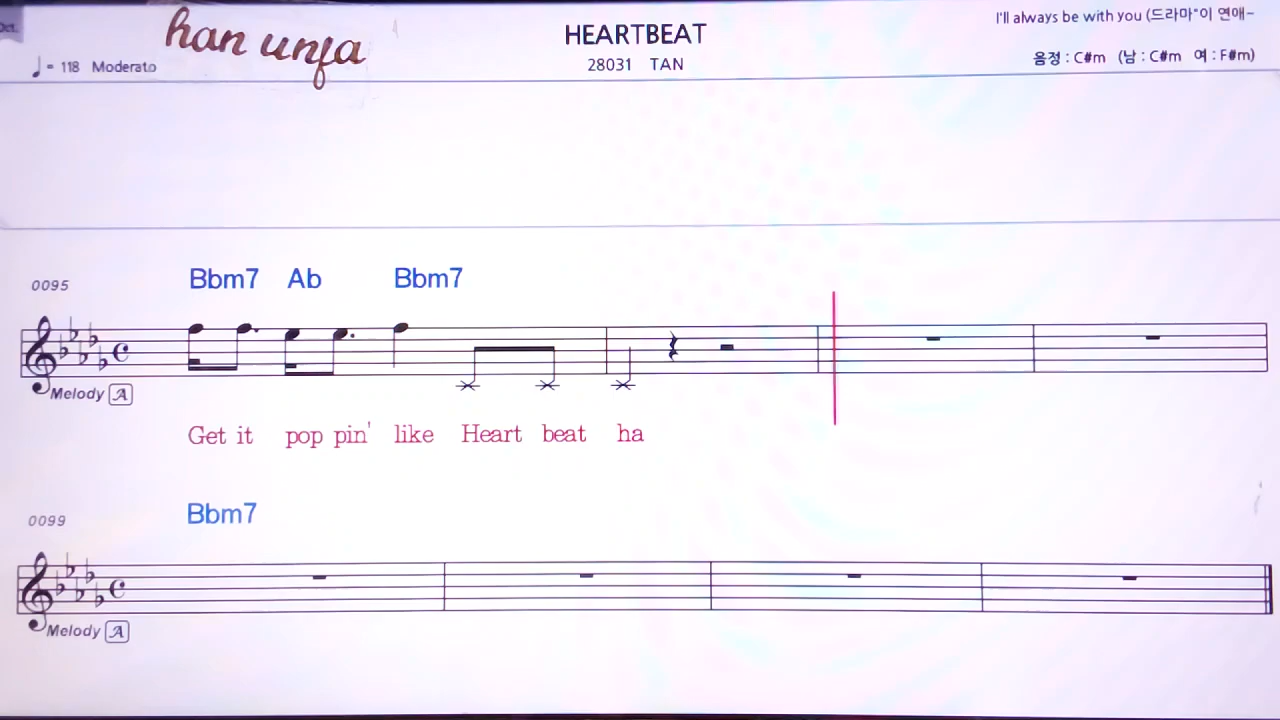 han unfa
HEARTBEAT
I'll always be with you (드라마"이 연애~
♩= 118 Moderato
28031 TAN
음정 : C#m (남 : C#m 여 : F#m)
0095
Bbm7 Ab Bbm7
Melody A
Get it pop pin' like Heart beat ha
0099
Bbm7
Melody A